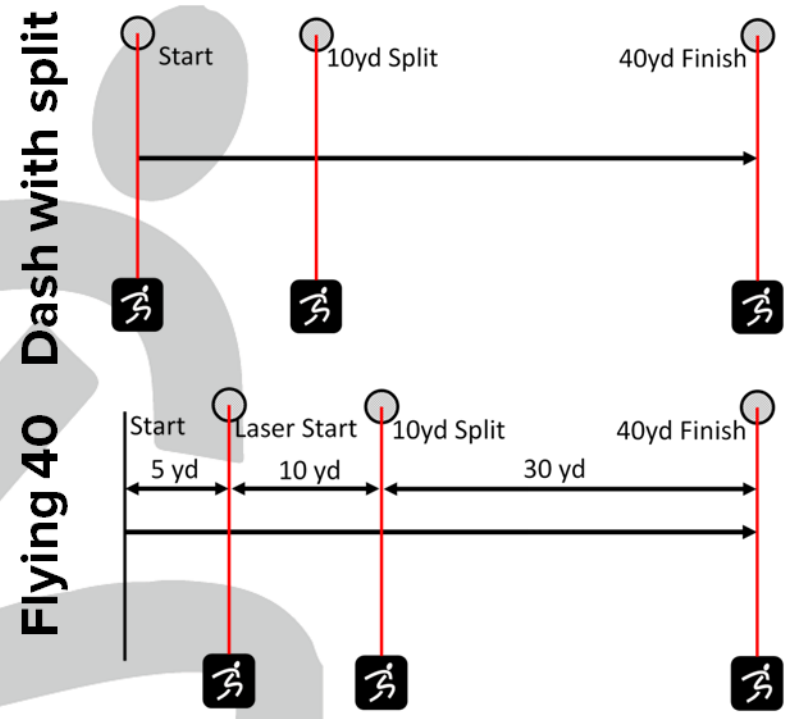 Dash with split
Start
10yd Split
40yd Finish
Flying 40
Start
Laser Start
10yd Split
40yd Finish
5 yd
10 yd
30 yd